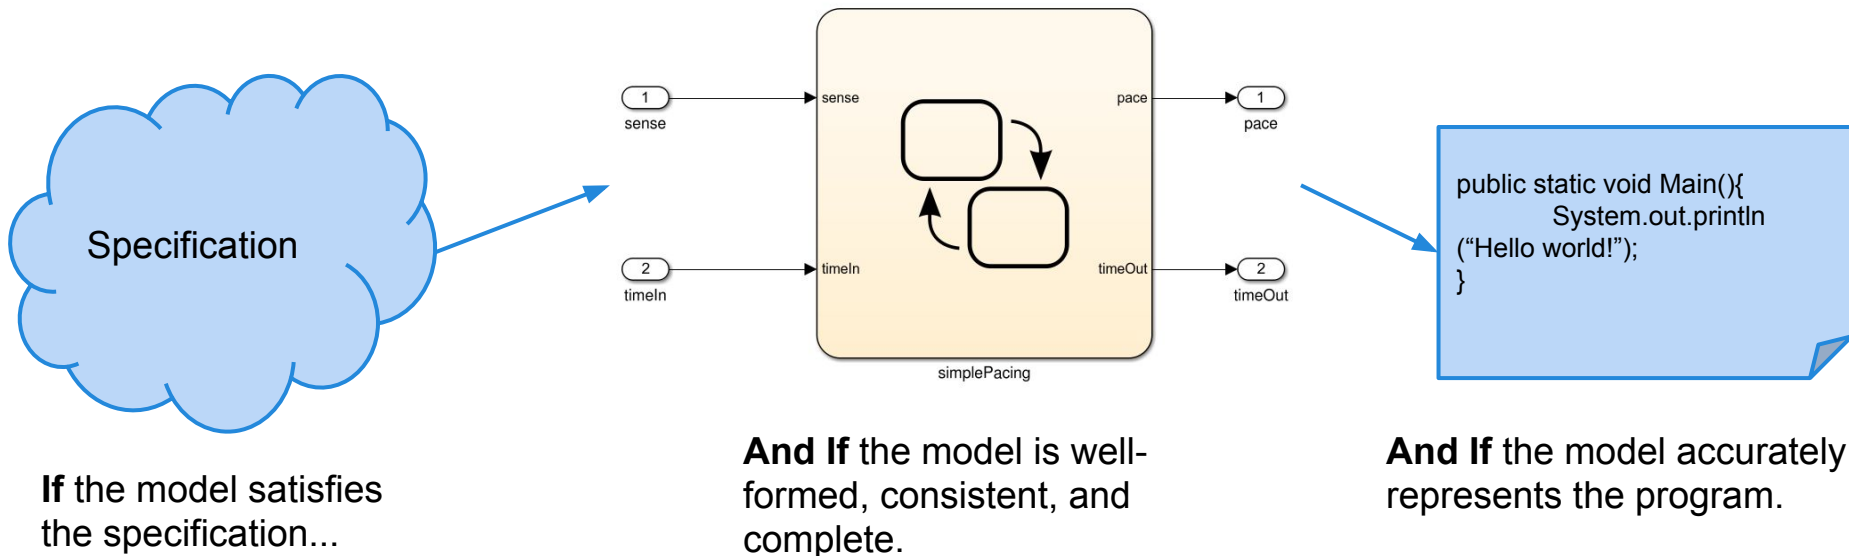 Specification
If the model satisfies
the specification...
1
sense
2
timeIn
sense
timeIn
pace
timeOut
simplePacing
1
pace
2
timeOut
And If the model is well-
formed, consistent, and
complete.
public static void Main(){
System.out.println
(“Hello world!”);
}
And If the model accurately
represents the program.